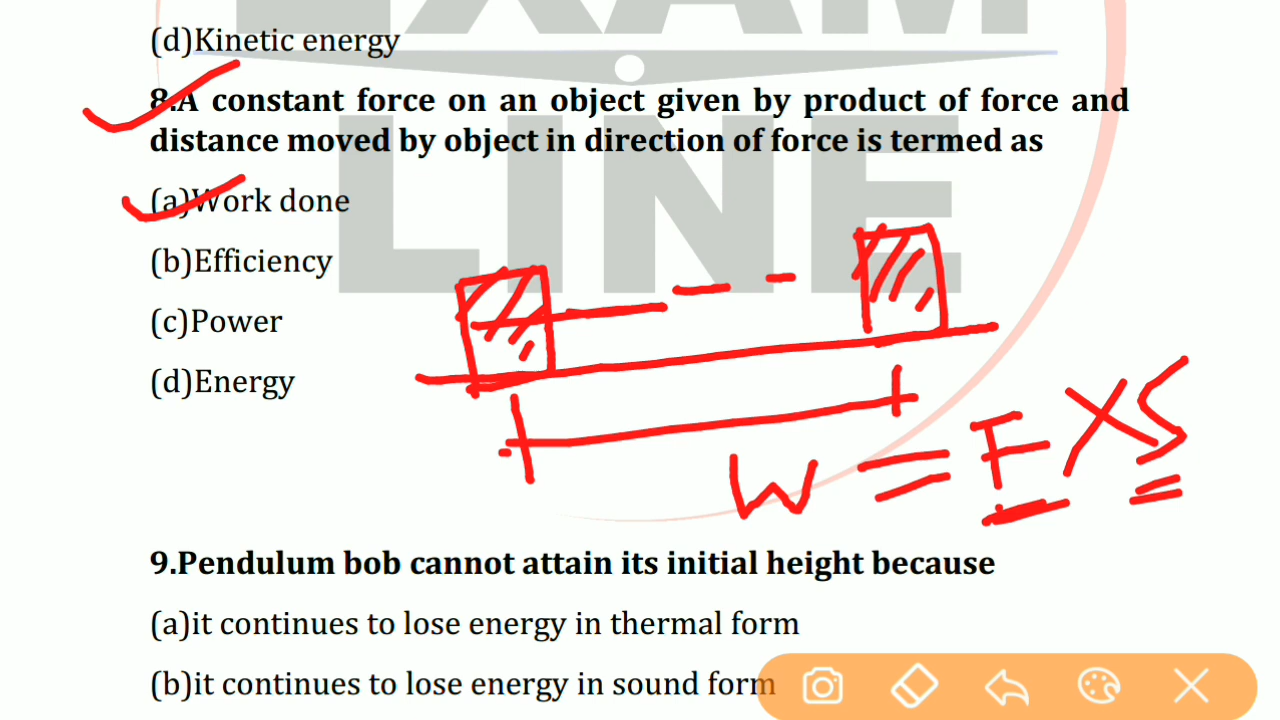 EXAM
(d)Kinetic energy
8.A constant force on an object given by product of force and
distance moved by object in direction of force is termed as
LINE
(a)Work done
(b)Efficiency
(c)Power
(d)Energy
W = F × S
9.Pendulum bob cannot attain its initial height because
(a)it continues to lose energy in thermal form
(b)it continues to lose energy in sound form